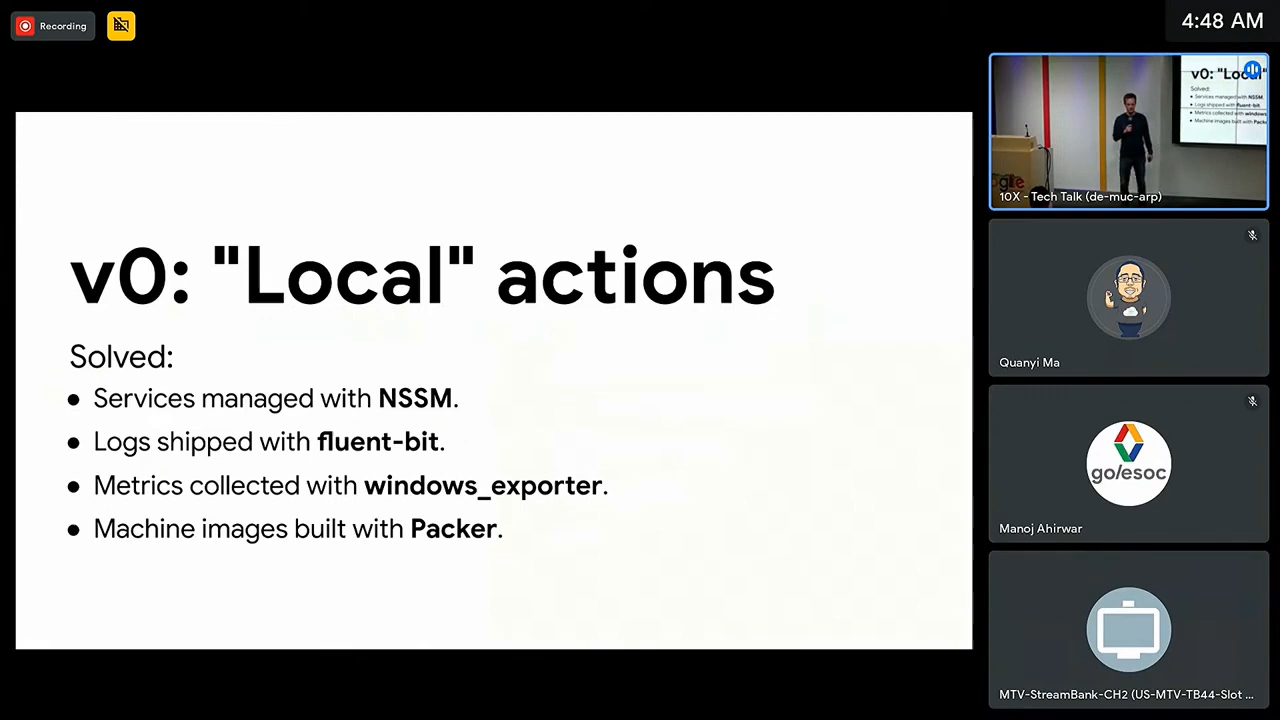 Recording
4:48 AM
v0: "Local" actions
Solved:
● Services managed with NSSM.
● Logs shipped with fluent-bit.
● Metrics collected with windows_exporter.
● Machine images built with Packer.
v0: "Local"
Solved:
• Services managed with NSSM.
• Logs shipped with fluent-bit.
• Metrics collected with windows
• Machine images built with Pack
10X - Tech Talk (de-muc-arp)
Quanyi Ma
go/esoc
Manoj Ahirwar
MTV-StreamBank-CH2 (US-MTV-TB44-Slot ...